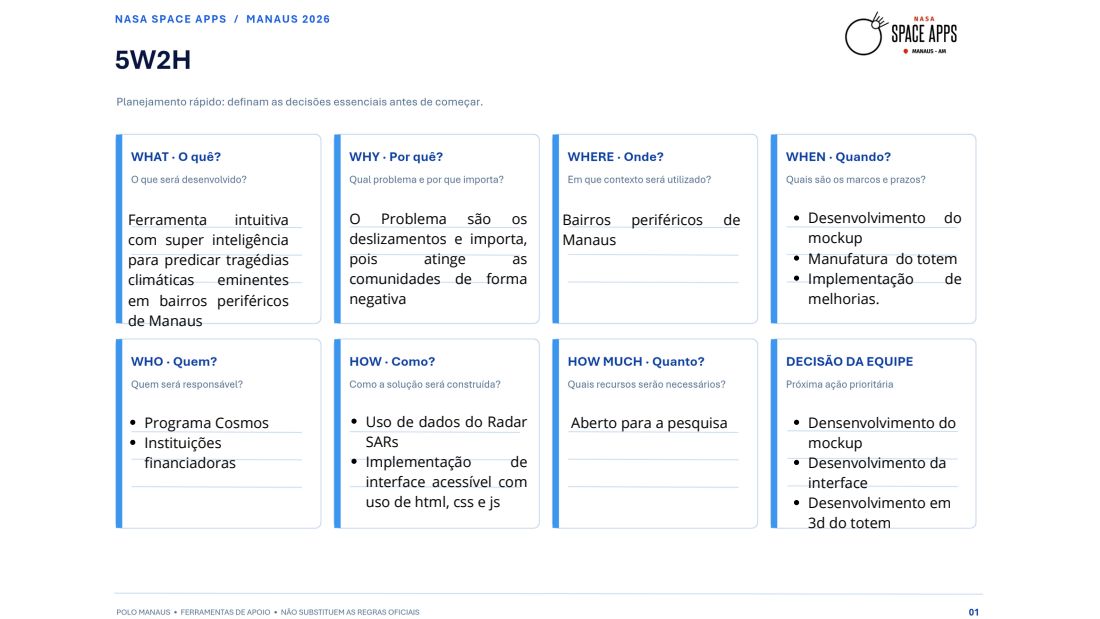 NASA SPACE APPS / MANAUS 2026
NASA
SPACE APPS
MANAUS - AM
5W2H
Planejamento rápido: definam as decisões essenciais antes de começar.
WHAT · O quê?
O que será desenvolvido?
Ferramenta intuitiva
com super inteligência
para predicar tragédias
climáticas eminentes
em bairros periféricos
de Manaus
WHY · Por quê?
Qual problema e por que importa?
O Problema são os
deslizamentos e importa,
pois atinge as
comunidades de forma
negativa
WHERE · Onde?
Em que contexto será utilizado?
Bairros periféricos de
Manaus
WHEN · Quando?
Quais são os marcos e prazos?
• Desenvolvimento do
mockup
• Manufatura do totem
• Implementação de
melhorias.
WHO · Quem?
Quem será responsável?
• Programa Cosmos
• Instituições
financiadoras
HOW · Como?
Como a solução será construída?
• Uso de dados do Radar
SARs
• Implementação de
interface acessível com
uso de html, css e js
HOW MUCH · Quanto?
Quais recursos serão necessários?
Aberto para a pesquisa
DECISÃO DA EQUIPE
Próxima ação prioritária
• Densenvolvimento do
mockup
• Desenvolvimento da
interface
• Desenvolvimento em
3d do totem
POLO MANAUS • FERRAMENTAS DE APOIO • NÃO SUBSTITUEM AS REGRAS OFICIAIS
01